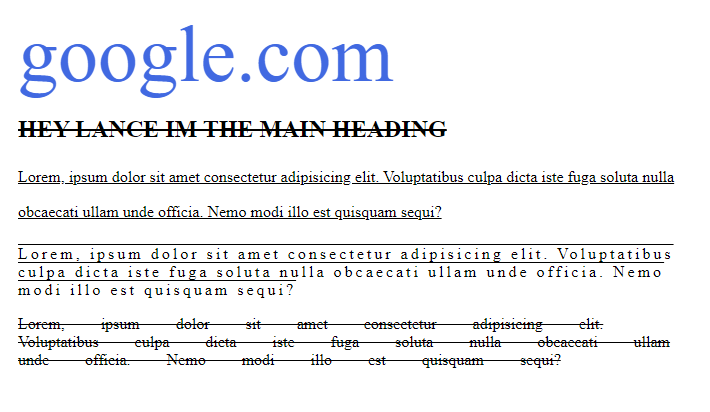 google.com
HEY LANCE IM THE MAIN HEADING
Lorem, ipsum dolor sit amet consectetur adipisicing elit. Voluptatibus culpa dicta iste fuga soluta nulla
obcaecati ullam unde officia. Nemo modi illo est quisquam sequi?
Lorem, ipsum dolor sit amet consectetur adipisicing elit. Voluptatibus
culpa dicta iste fuga soluta nulla obcaecati ullam unde officia. Nemo
modi illo est quisquam sequi?
Lorem, ipsum dolor sit amet consectetur adipisicing elit.
Voluptatibus culpa dicta iste fuga soluta nulla obcaecati ullam
unde officia. Nemo modi illo est quisquam sequi?